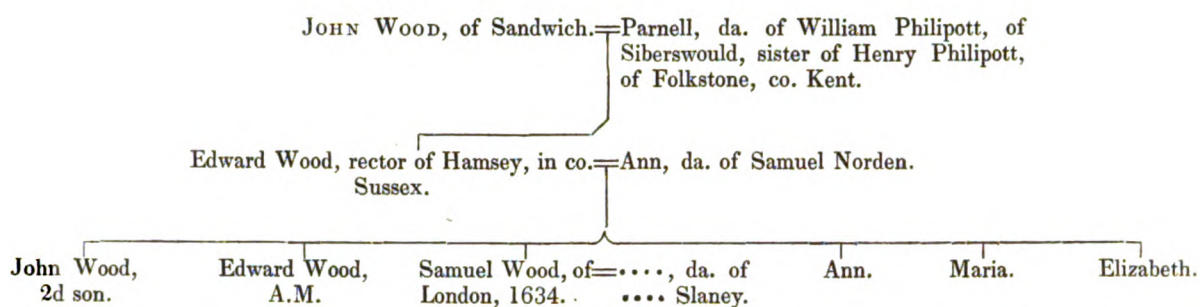 JOHN WOOD, of Sandwich.=Parnell, da. of William Philipott, of
Siberswould, sister of Henry Philipott,
of Folkstone, co. Kent.
Edward Wood, rector of Hamsey, in co.=Ann, da. of Samuel Norden.
Sussex.
John Wood,
2d son.
Edward Wood,
A.M.
Samuel Wood, of=····, da. of
London, 1634. ···· Slaney.
Ann.
Maria.
Elizabeth.